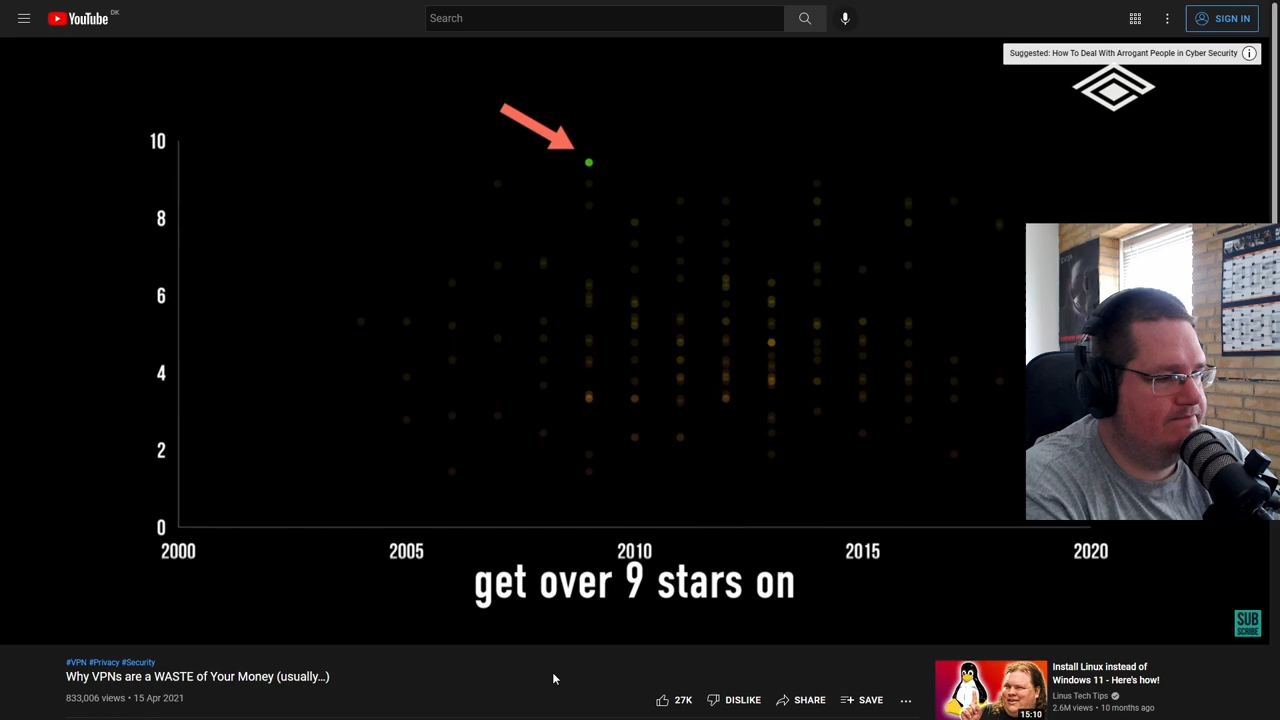 YouTube DK
Search
SIGN IN
Suggested: How To Deal With Arrogant People in Cyber Security
10
8
6
4
2
0
2000 2005 2010 2015 2020
get over 9 stars on
SUB
SCRIBE
#VPN #Privacy #Security
Why VPNs are a WASTE of Your Money (usually...)
833,006 views • 15 Apr 2021
27K DISLIKE SHARE SAVE
Install Linux instead of
Windows 11 - Here's how!
Linus Tech Tips
2.6M views • 10 months ago
15:10